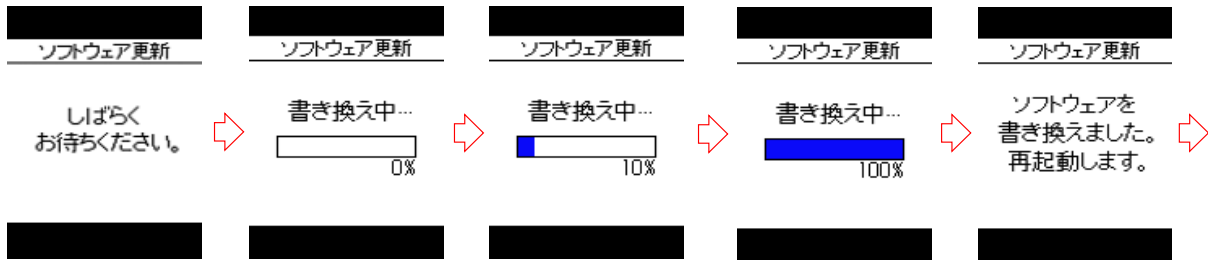 ソフトウェア更新
しばらく
お待ちください。
ソフトウェア更新
書き換え中…
0%
ソフトウェア更新
書き換え中…
10%
ソフトウェア更新
書き換え中…
100%
ソフトウェア更新
ソフトウェアを
書き換えました。
再起動します。